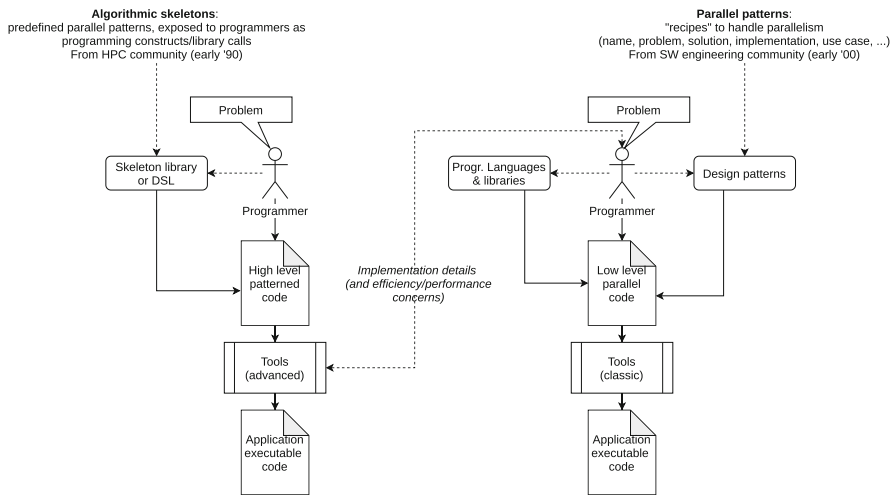 Algorithmic skeletons:
predefined parallel patterns, exposed to programmers as
programming constructs/library calls
From HPC community (early '90)
Parallel patterns:
"recipes" to handle parallelism
(name, problem, solution, implementation, use case, ...)
From SW engineering community (early '00)
Problem
Problem
Skeleton library
or DSL
Progr. Languages
& libraries
Design patterns
Programmer
Programmer
High level
patterned
code
Implementation details
(and efficiency/performance
concerns)
Low level
parallel
code
Tools
(advanced)
Tools
(classic)
Application
executable
code
Application
executable
code